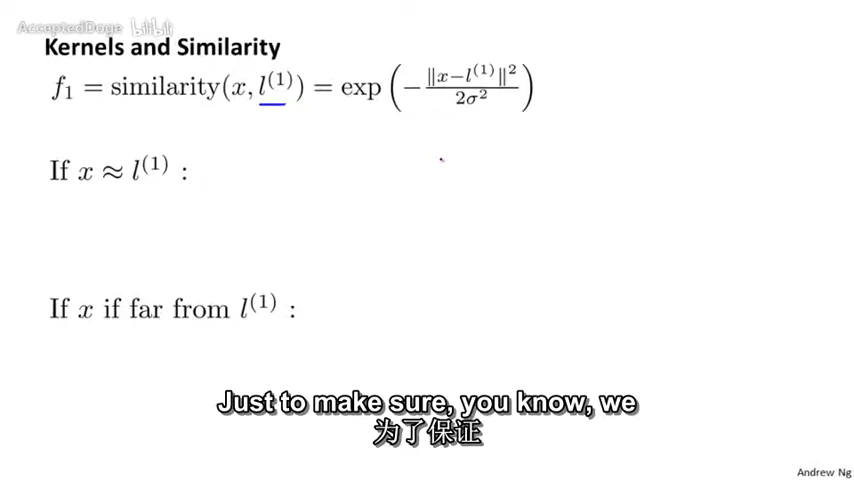 AcceptedDoge bilibili
Kernels and Similarity
f₁ = similarity(x, l⁽¹⁾) = exp(−‖x−l⁽¹⁾‖²/2σ²)
If x ≈ l⁽¹⁾ :
If x if far from l⁽¹⁾ :
Just to make sure, you know, we
为了保证
Andrew Ng